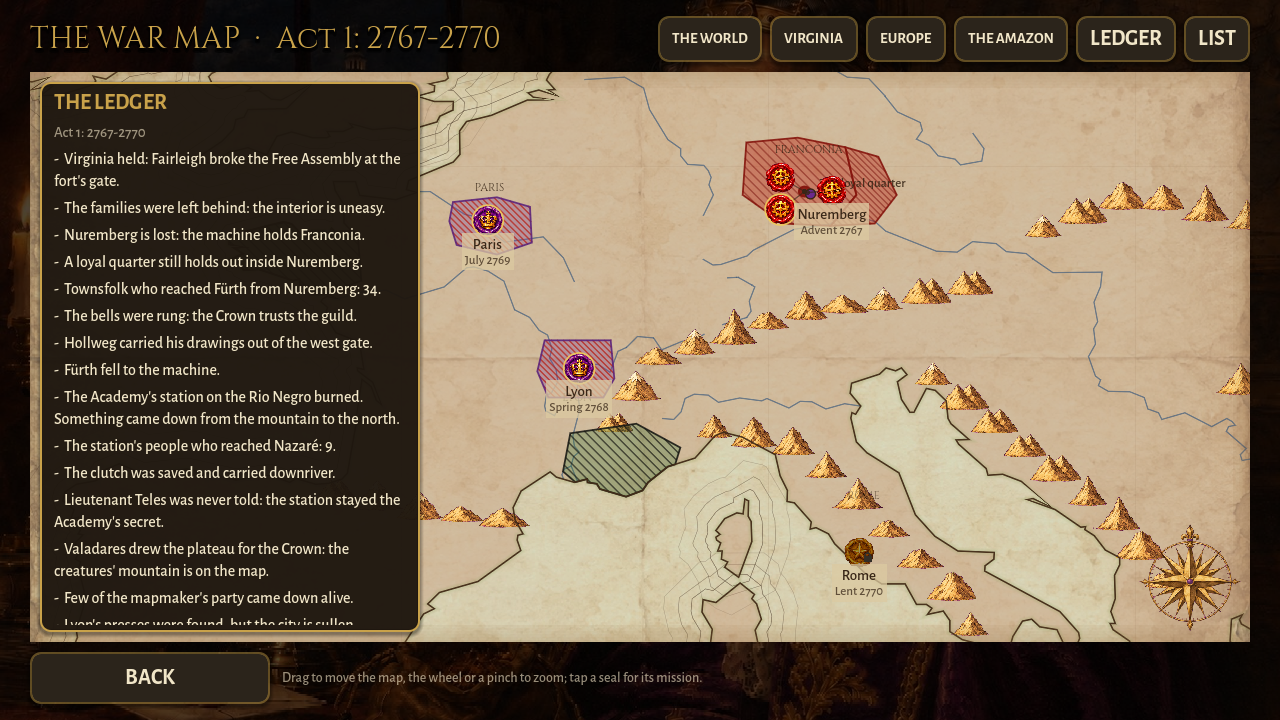 THE WAR MAP · ACT 1: 2767-2770
THE WORLD
VIRGINIA
EUROPE
THE AMAZON
LEDGER
LIST
THE LEDGER
Act 1: 2767-2770
- Virginia held: Fairleigh broke the Free Assembly at the
fort's gate.
- The families were left behind: the interior is uneasy.
- Nuremberg is lost: the machine holds Franconia.
- A loyal quarter still holds out inside Nuremberg.
- Townsfolk who reached Fürth from Nuremberg: 34.
- The bells were rung: the Crown trusts the guild.
- Hollweg carried his drawings out of the west gate.
- Fürth fell to the machine.
- The Academy's station on the Rio Negro burned.
Something came down from the mountain to the north.
- The station's people who reached Nazaré: 9.
- The clutch was saved and carried downriver.
- Lieutenant Teles was never told: the station stayed the
Academy's secret.
- Valadares drew the plateau for the Crown: the
creatures' mountain is on the map.
- Few of the mapmaker's party came down alive.
- Lyon's presses were found, but the city is sullen
PARIS
Paris
July 2769
FRANCONIA
loyal quarter
Nuremberg
Advent 2767
Lyon
Spring 2768
Rome
Lent 2770
BACK
Drag to move the map, the wheel or a pinch to zoom; tap a seal for its mission.